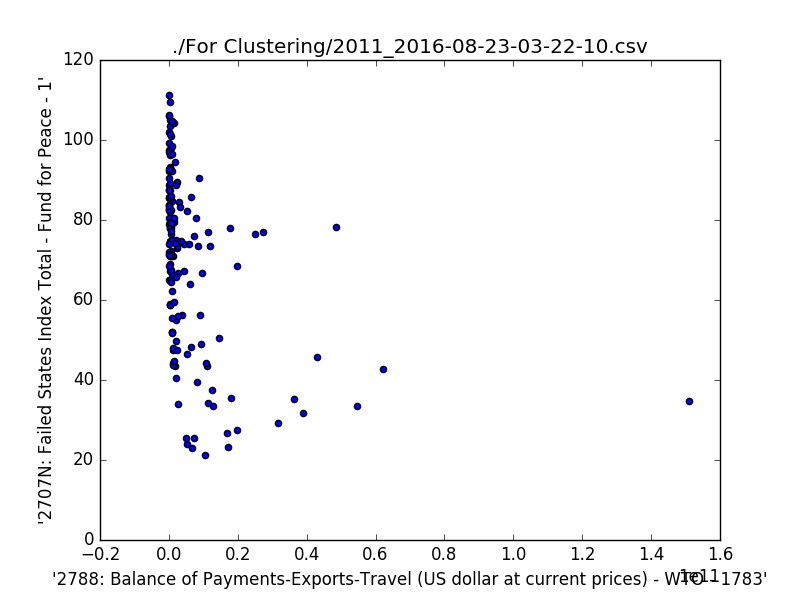 ./For Clustering/2011_2016-08-23-03-22-10.csv
120
100
80
60
40
20
0
'2707N: Failed States Index Total - Fund for Peace - 1'
−0.2 0.0 0.2 0.4 0.6 0.8 1.0 1.2 1.4 1.6
1e11
'2788: Balance of Payments-Exports-Travel (US dollar at current prices) - WTO - 1783'